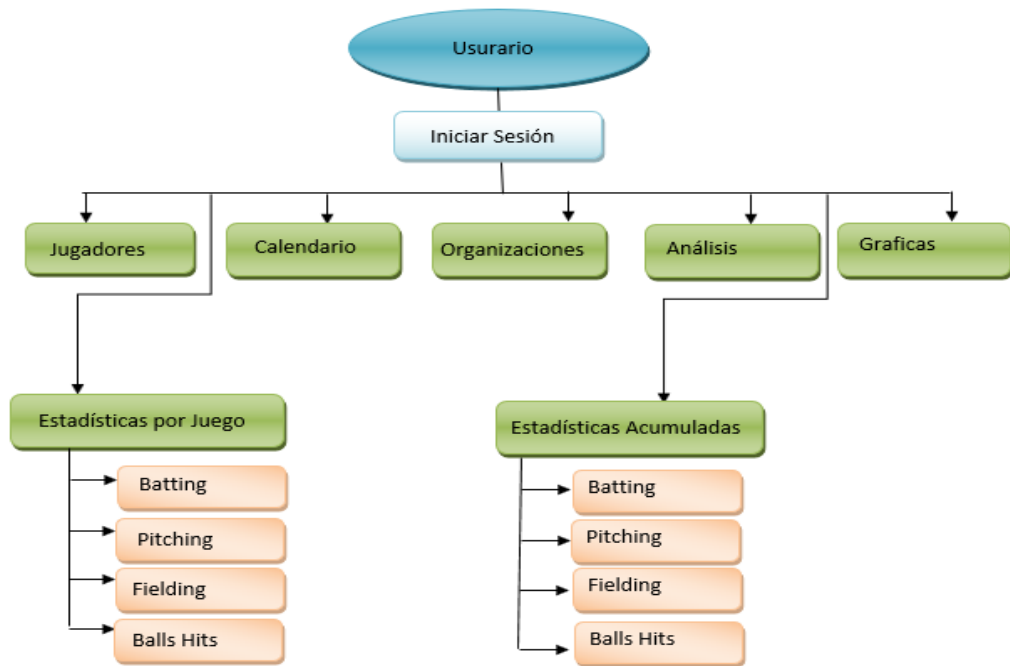 Usurario
Iniciar Sesión
Jugadores
Calendario
Organizaciones
Análisis
Graficas
Estadísticas por Juego
Batting
Pitching
Fielding
Balls Hits
Estadísticas Acumuladas
Batting
Pitching
Fielding
Balls Hits